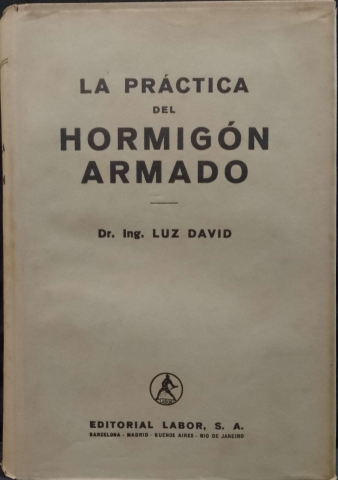 LA PRÁCTICA
DEL
HORMIGÓN
ARMADO
Dr. Ing. LUZ DAVID
EDITORIAL LABOR, S. A.
BARCELONA - MADRID - BUENOS AIRES - RIO DE JANEIRO